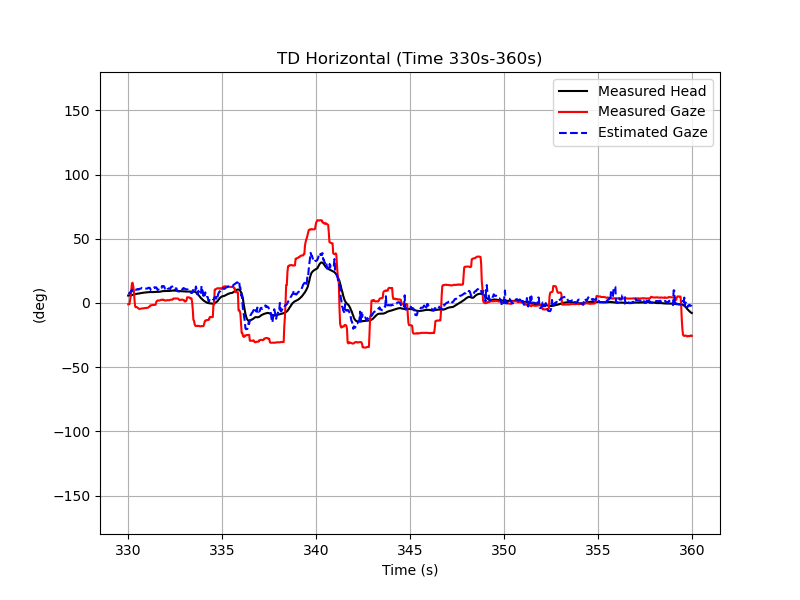 TD Horizontal (Time 330s-360s)
Measured Head
Measured Gaze
Estimated Gaze
150
100
50
0
−50
−100
−150
(deg)
330 335 340 345 350 355 360
Time (s)